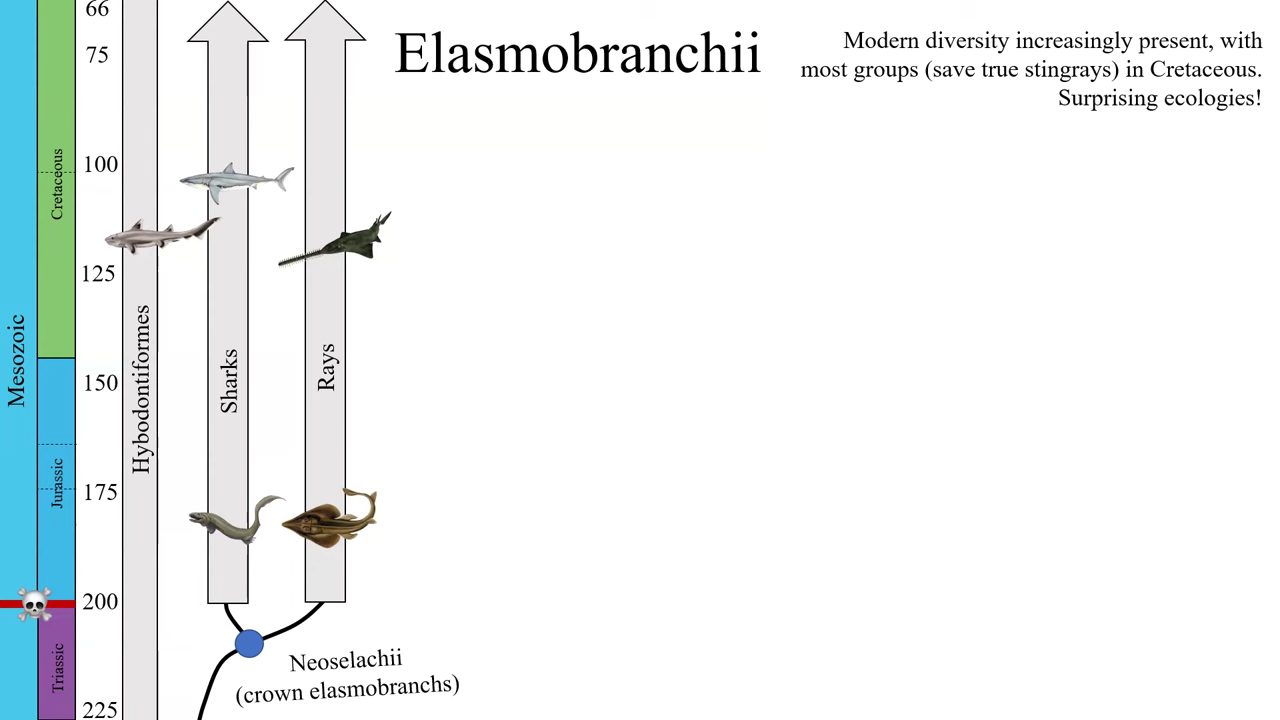 66
75
100
125
150
175
200
225
Mesozoic
Cretaceous
Jurassic
Triassic
Hybodontiformes
Sharks
Rays
Elasmobranchii
Modern diversity increasingly present, with
most groups (save true stingrays) in Cretaceous.
Surprising ecologies!
Neoselachii
(crown elasmobranchs)